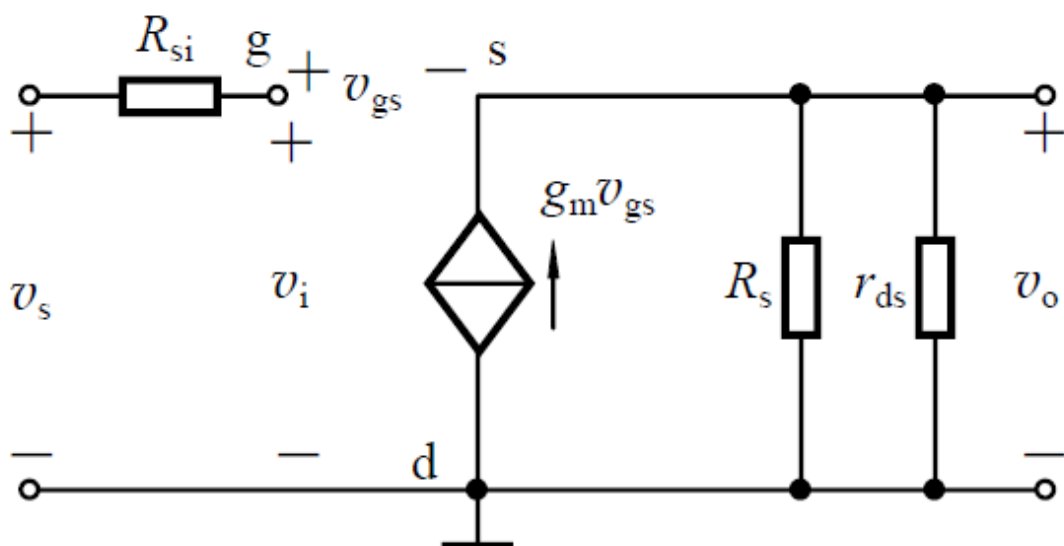 R_si g + v_gs − s
+ + +
g_m v_gs
v_s v_i R_s r_ds v_o
− − d −